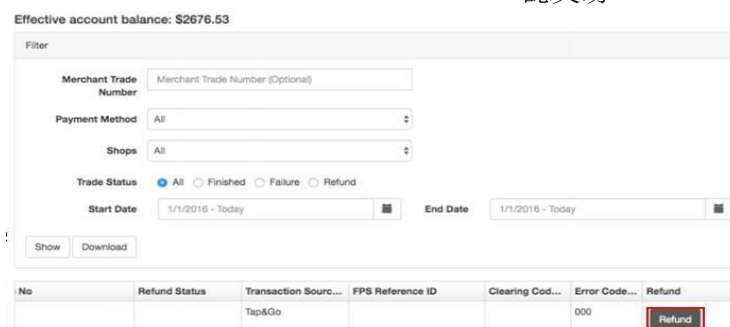 Effective account balance: $2676.53
Filter
Merchant Trade Number
Merchant Trade Number (Optional)
Payment Method All
Shops All
Trade Status All Finished Failure Refund
Start Date 1/1/2016 - Today End Date 1/1/2016 - Today
Show Download
No Refund Status Transaction Sourc... FPS Reference ID Clearing Cod... Error Code... Refund
Tap&Go 000 Refund